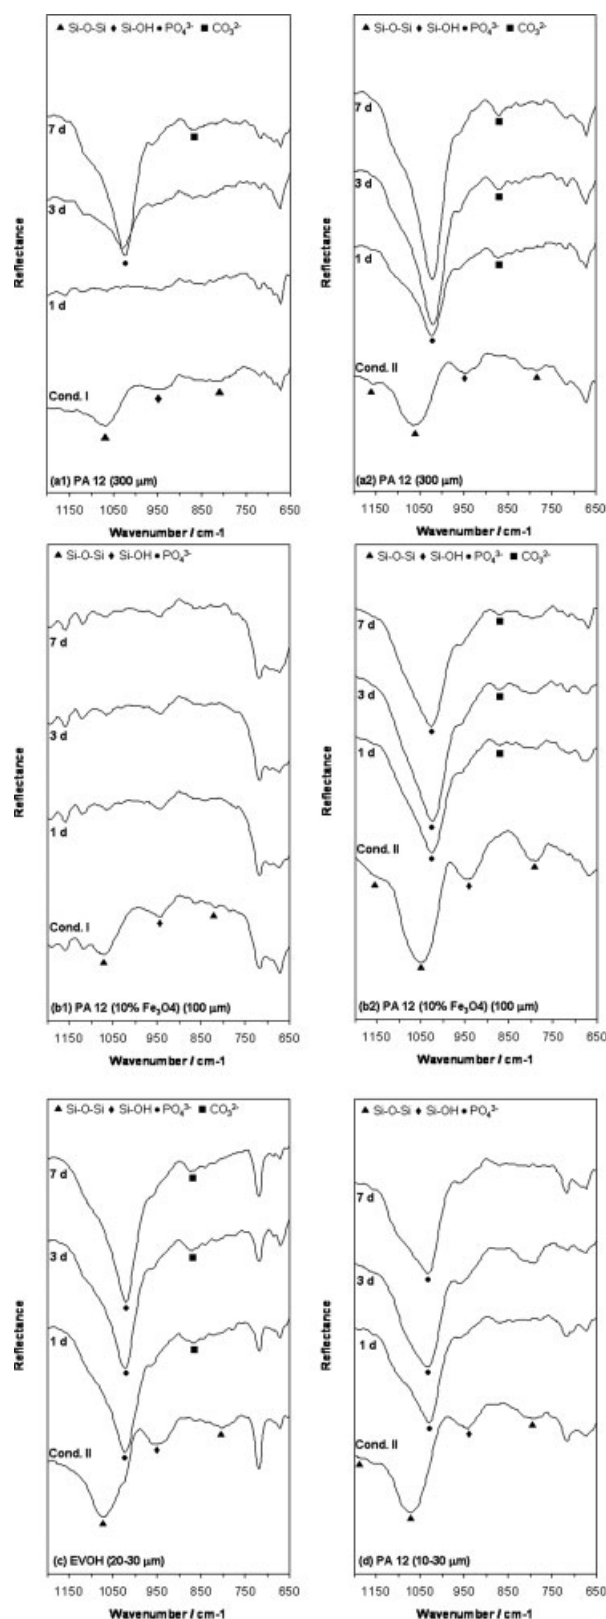 ▲ Si-O-Si ♦ Si-OH ● PO₄³⁻ ■ CO₃²⁻
7 d
3 d
1 d
Cond. I
Reflectance
(a1) PA 12 (300 µm)
1150 1050 950 850 750 650
Wavenumber / cm-1
▲ Si-O-Si ♦ Si-OH ● PO₄³⁻ ■ CO₃²⁻
7 d
3 d
1 d
Cond. II
Reflectance
(a2) PA 12 (300 µm)
1150 1050 950 850 750 650
Wavenumber / cm-1
▲ Si-O-Si ♦ Si-OH ● PO₄³⁻
7 d
3 d
1 d
Cond. I
Reflectance
(b1) PA 12 (10% Fe₃O4) (100 µm)
1150 1050 950 850 750 650
Wavenumber / cm-1
▲ Si-O-Si ♦ Si-OH ● PO₄³⁻ ■ CO₃²⁻
7 d
3 d
1 d
Cond. II
Reflectance
(b2) PA 12 (10% Fe₃O4) (100 µm)
1150 1050 950 850 750 650
Wavenumber / cm-1
▲ Si-O-Si ♦ Si-OH ● PO₄³⁻ ■ CO₃²⁻
7 d
3 d
1 d
Cond. II
Reflectance
(c) EVOH (20-30 µm)
1150 1050 950 850 750 650
Wavenumber / cm-1
▲ Si-O-Si ♦ Si-OH ● PO₄³⁻
7 d
3 d
1 d
Cond. II
Reflectance
(d) PA 12 (10-30 µm)
1150 1050 950 850 750 650
Wavenumber / cm-1